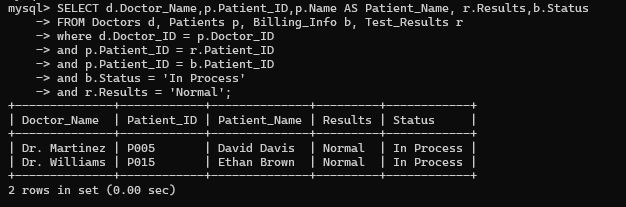 mysql> SELECT d.Doctor_Name,p.Patient_ID,p.Name AS Patient_Name, r.Results,b.Status
    -> FROM Doctors d, Patients p, Billing_Info b, Test_Results r
    -> where d.Doctor_ID = p.Doctor_ID
    -> and p.Patient_ID = r.Patient_ID
    -> and p.Patient_ID = b.Patient_ID
    -> and b.Status = 'In Process'
    -> and r.Results = 'Normal';
+--------------+------------+--------------+---------+------------+
| Doctor_Name  | Patient_ID | Patient_Name | Results | Status     |
+--------------+------------+--------------+---------+------------+
| Dr. Martinez | P005       | David Davis  | Normal  | In Process |
| Dr. Williams | P015       | Ethan Brown  | Normal  | In Process |
+--------------+------------+--------------+---------+------------+
2 rows in set (0.00 sec)